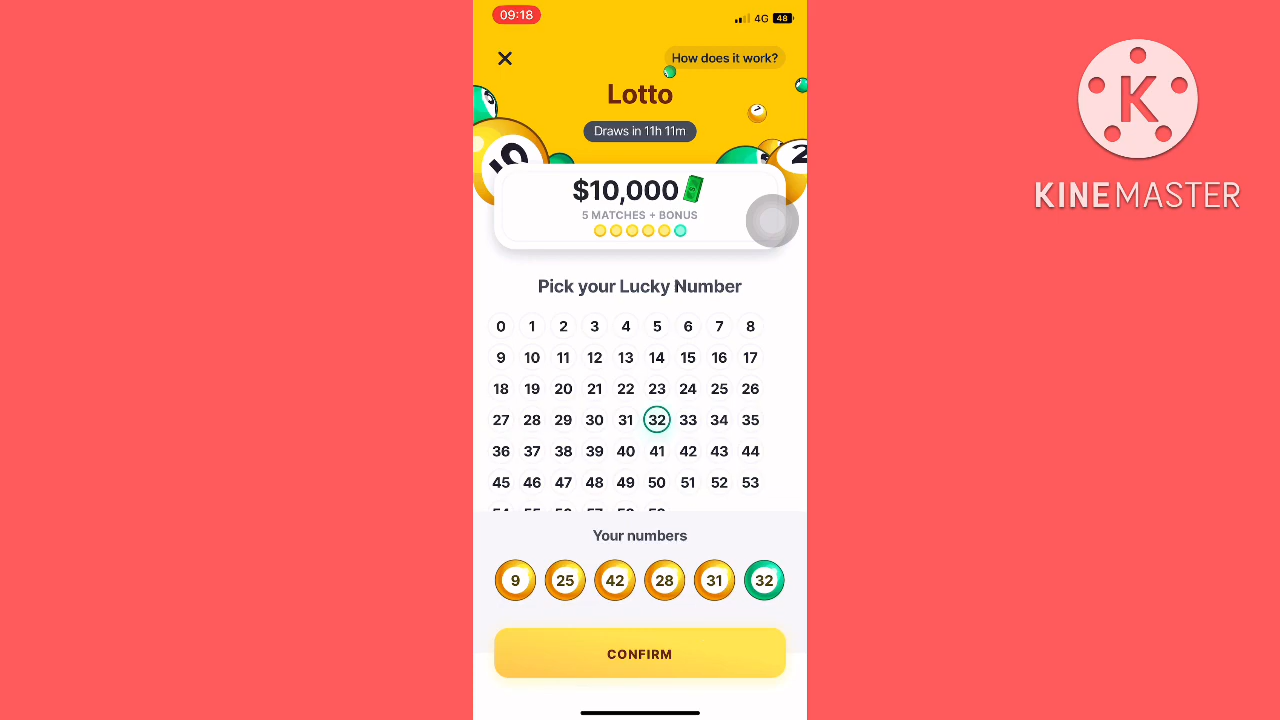 09:18
4G 48
How does it work?
Lotto
Draws in 11h 11m
$10,000
5 MATCHES + BONUS
Pick your Lucky Number
0 1 2 3 4 5 6 7 8
9 10 11 12 13 14 15 16 17
18 19 20 21 22 23 24 25 26
27 28 29 30 31 32 33 34 35
36 37 38 39 40 41 42 43 44
45 46 47 48 49 50 51 52 53
Your numbers
9 25 42 28 31 32
CONFIRM
K
KINEMASTER